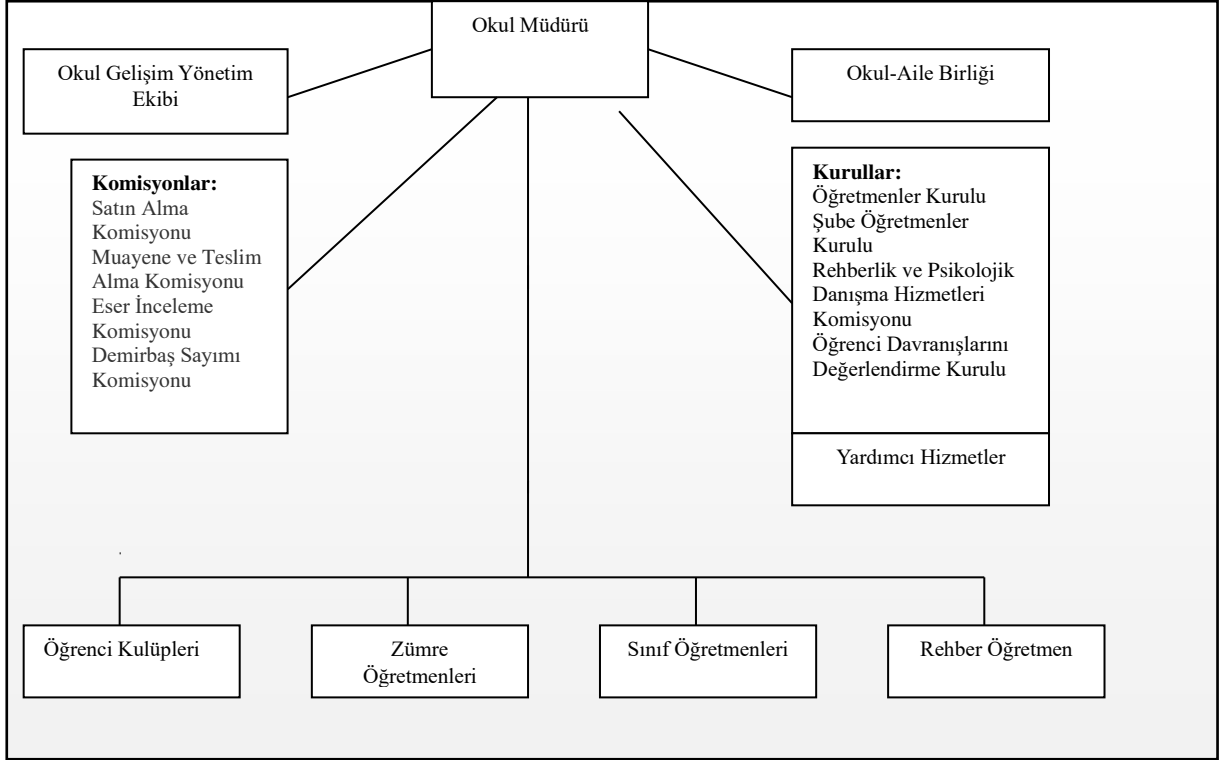 Okul Müdürü
Okul Gelişim Yönetim
Ekibi
Okul-Aile Birliği
Komisyonlar:
Satın Alma
Komisyonu
Muayene ve Teslim
Alma Komisyonu
Eser İnceleme
Komisyonu
Demirbaş Sayımı
Komisyonu
Kurullar:
Öğretmenler Kurulu
Şube Öğretmenler
Kurulu
Rehberlik ve Psikolojik
Danışma Hizmetleri
Komisyonu
Öğrenci Davranışlarını
Değerlendirme Kurulu
Yardımcı Hizmetler
Öğrenci Kulüpleri
Zümre
Öğretmenleri
Sınıf Öğretmenleri
Rehber Öğretmen